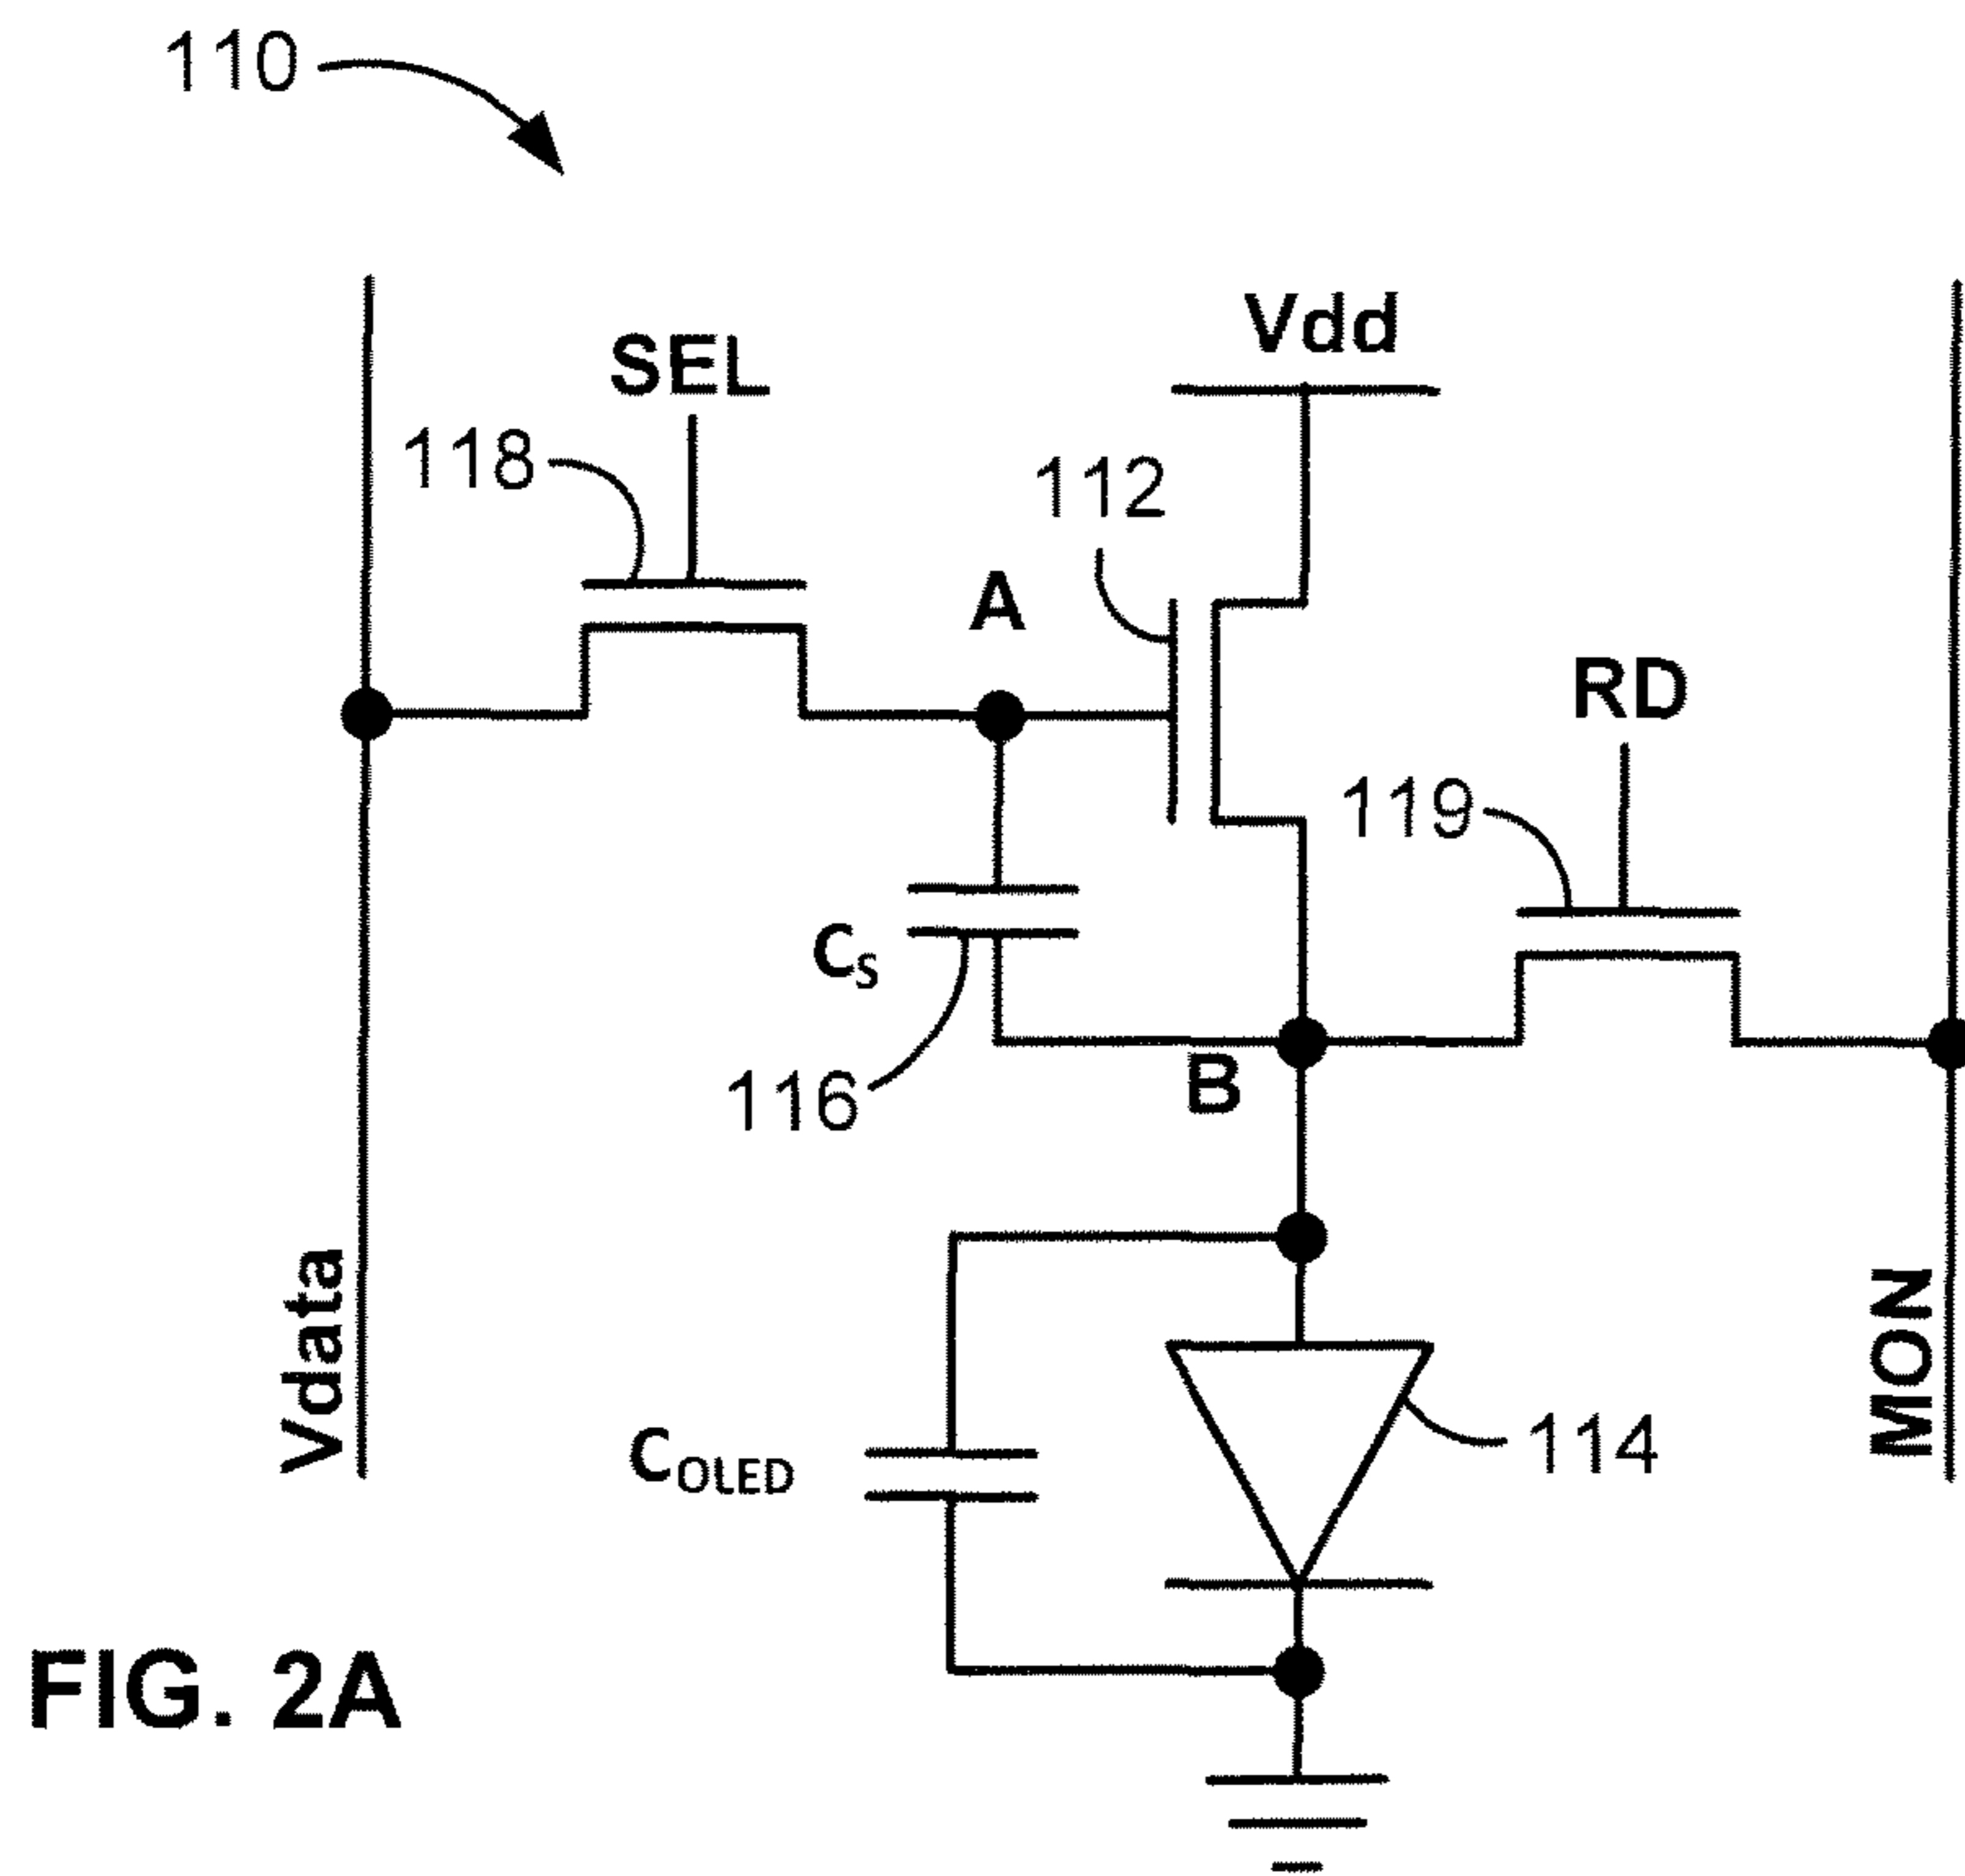 110
Vdd
SEL
118
112
A
RD
119
CS
B
116
Vdata
MON
COLED
114
FIG. 2A